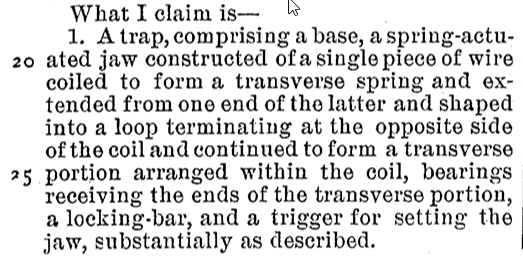 What I claim is—
1. A trap, comprising a base, a spring-actu-
20 ated jaw constructed of a single piece of wire
coiled to form a transverse spring and ex-
tended from one end of the latter and shaped
into a loop terminating at the opposite side
of the coil and continued to form a transverse
25 portion arranged within the coil, bearings
receiving the ends of the transverse portion,
a locking-bar, and a trigger for setting the
jaw, substantially as described.